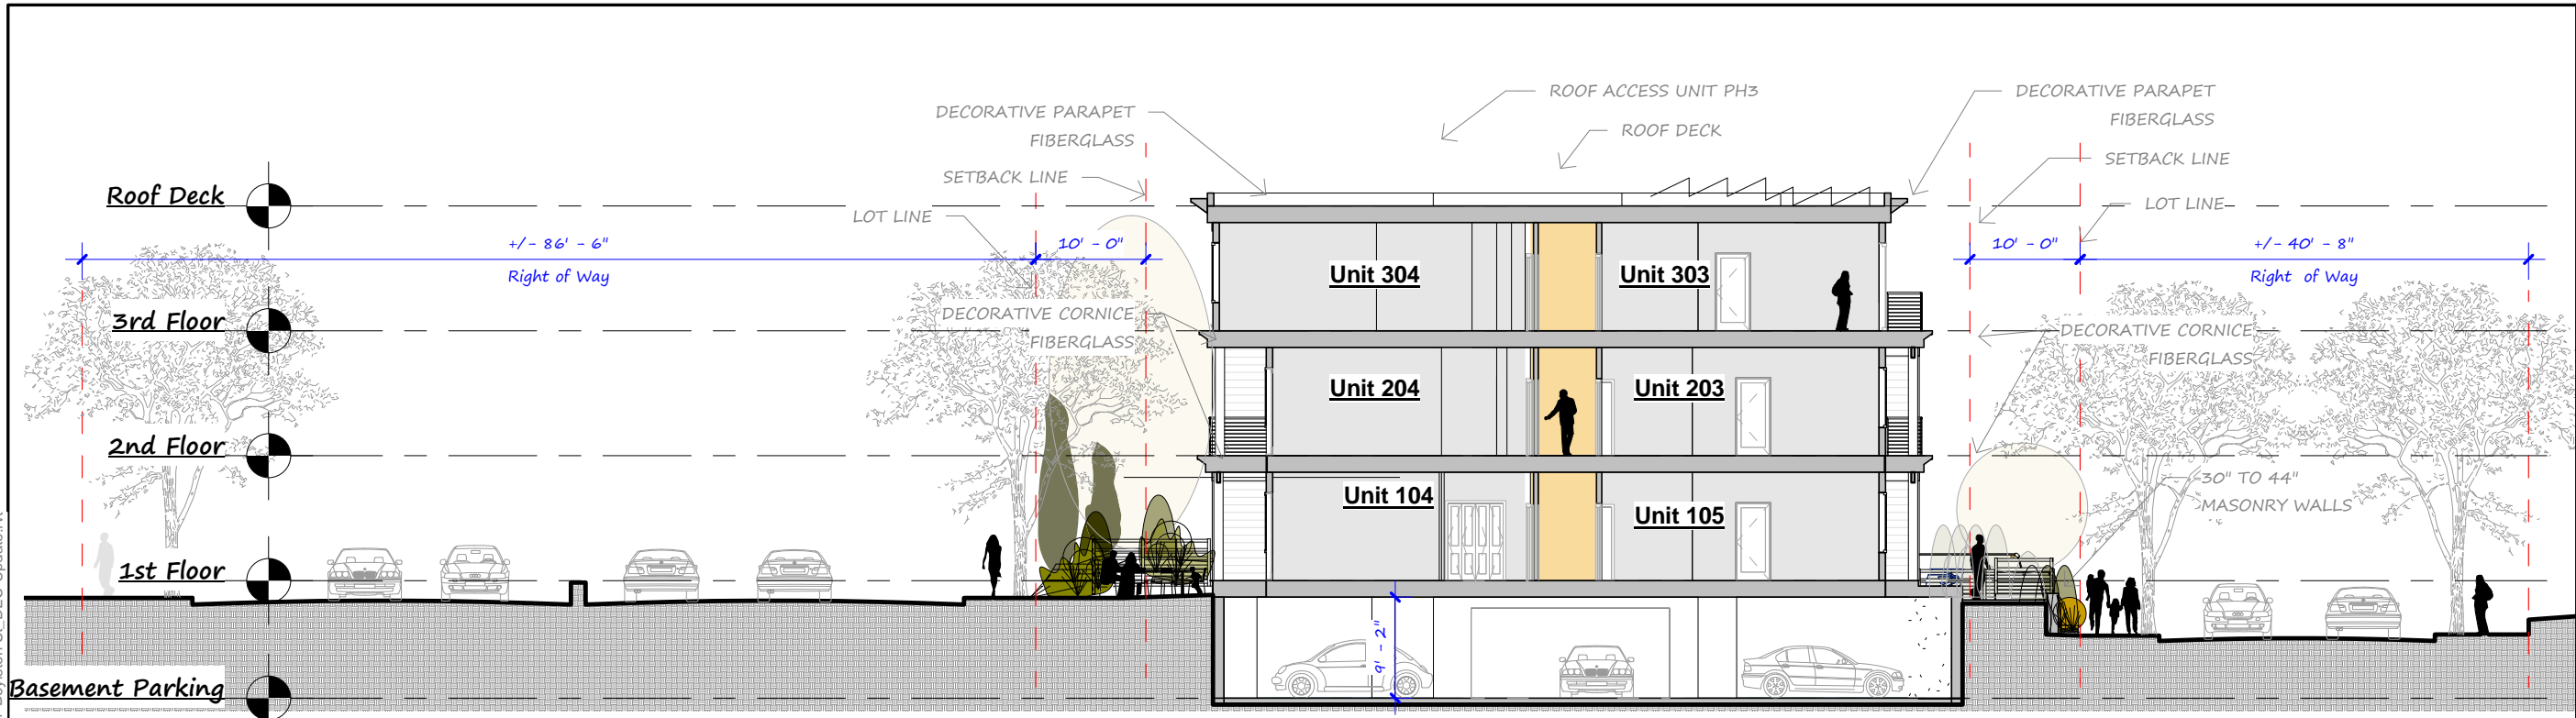 ROOF ACCESS UNIT PH3
DECORATIVE PARAPET
FIBERGLASS
DECORATIVE PARAPET
FIBERGLASS
ROOF DECK
SETBACK LINE
SETBACK LINE
Roof Deck
LOT LINE
LOT LINE
+/- 86' - 6"
Right of Way
10' - 0"
10' - 0"
+/- 40' - 8"
Right of Way
Unit 304
Unit 303
3rd Floor
DECORATIVE CORNICE
FIBERGLASS
DECORATIVE CORNICE
FIBERGLASS
Unit 204
Unit 203
2nd Floor
30" TO 44"
MASONRY WALLS
Unit 104
Unit 105
1st Floor
9' - 2"
Basement Parking